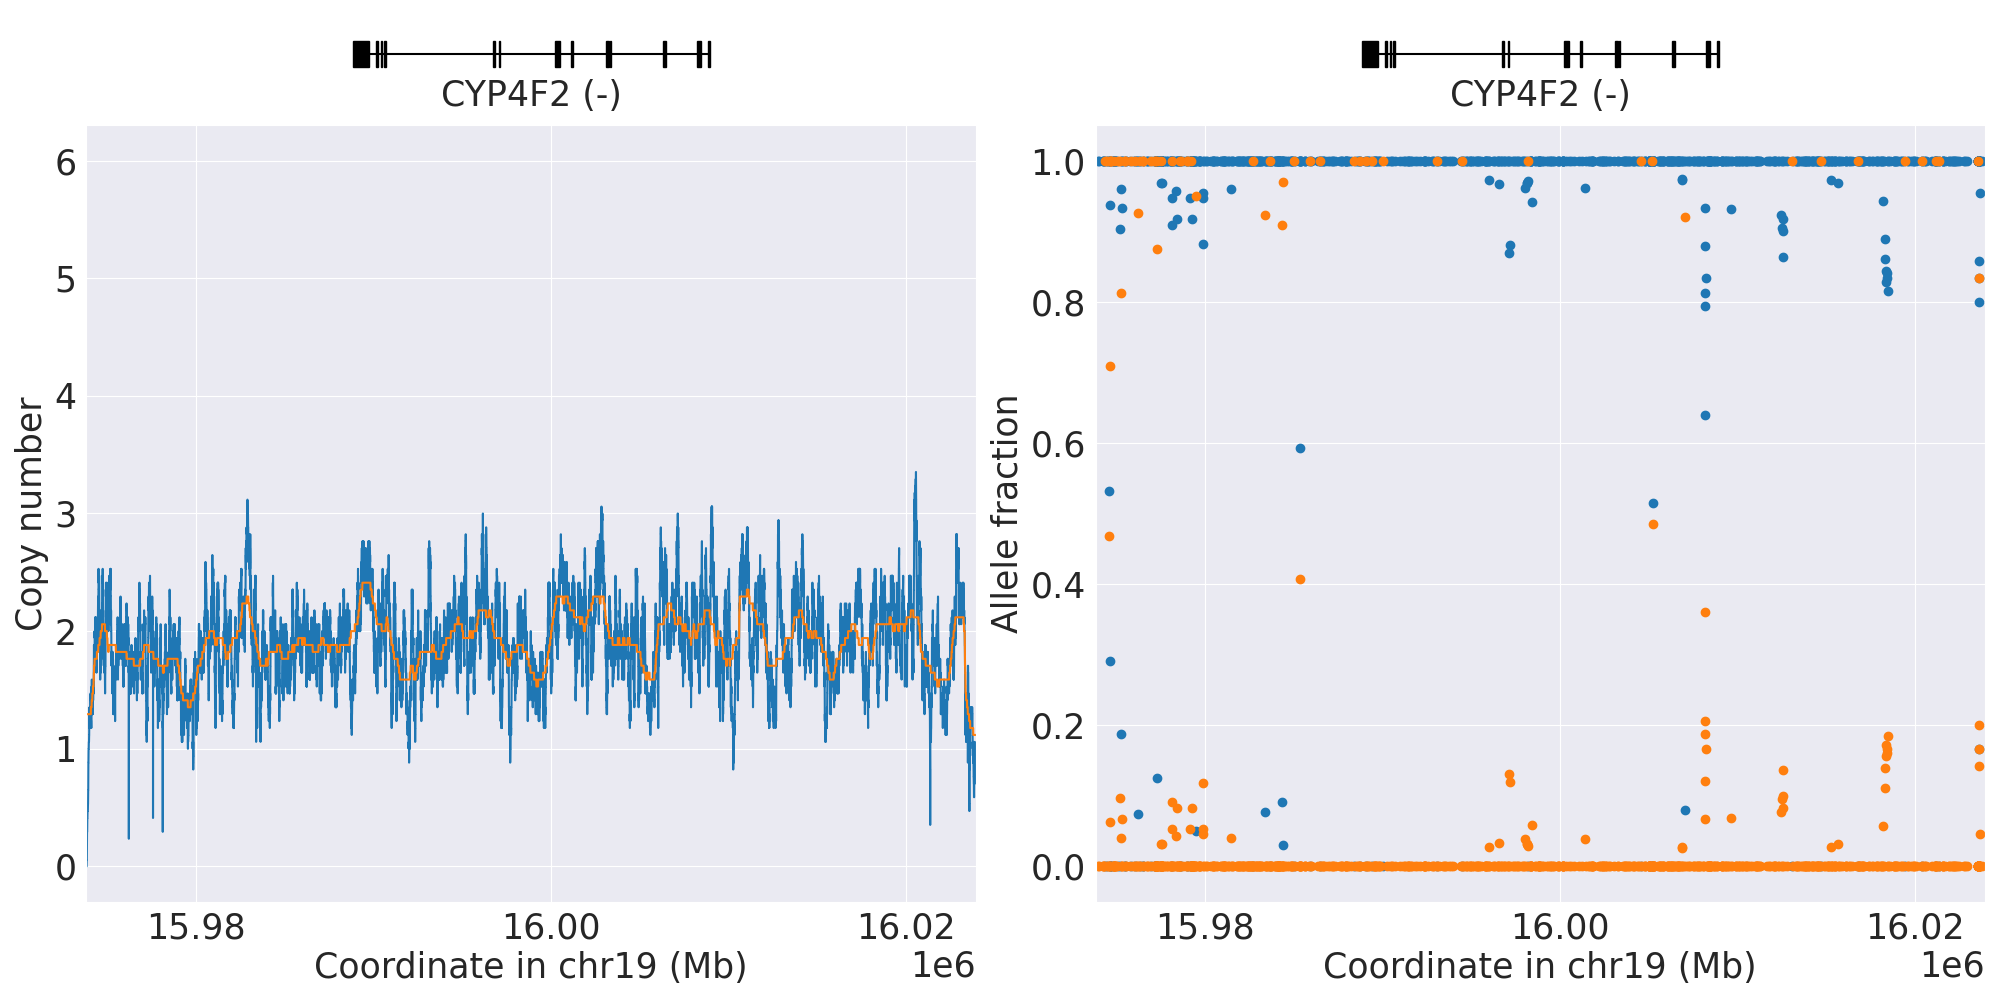 CYP4F2 (-)
6
5
4
3
2
1
0
Copy number
15.98
16.00
16.02
Coordinate in chr19 (Mb)
1e6
CYP4F2 (-)
1.0
0.8
0.6
0.4
0.2
0.0
Allele fraction
15.98
16.00
16.02
Coordinate in chr19 (Mb)
1e6